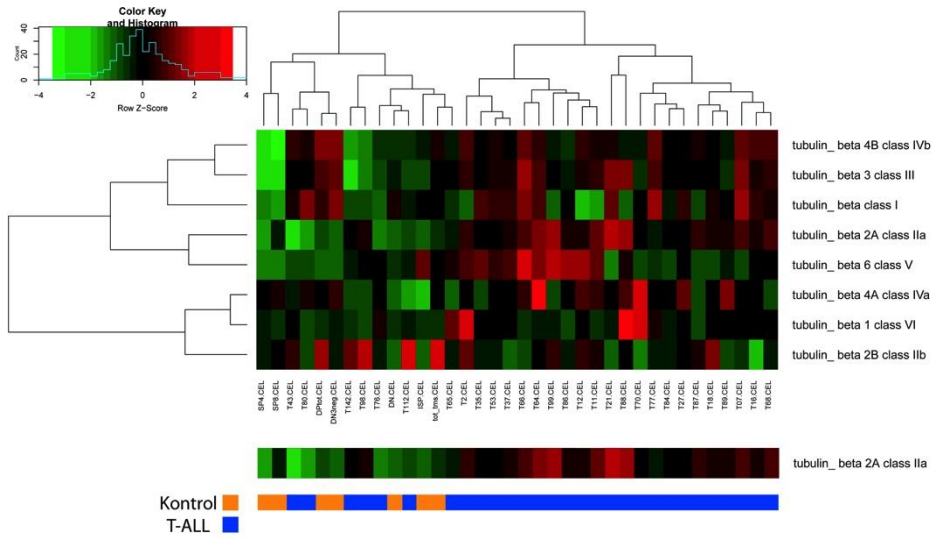 Color Key
and Histogram
Count
0 20 40
−4 −2 0 2 4
Row Z−Score
tubulin_ beta 4B class IVb
tubulin_ beta 3 class III
tubulin_ beta class I
tubulin_ beta 2A class IIa
tubulin_ beta 6 class V
tubulin_ beta 4A class IVa
tubulin_ beta 1 class VI
tubulin_ beta 2B class IIb
SP4.CEL
SP8.CEL
T43.CEL
T80.CEL
DPtot.CEL
DN3neg.CEL
T142.CEL
T98.CEL
T76.CEL
DN.CEL
T112.CEL
ISP.CEL
tot_tms.CEL
T65.CEL
T2.CEL
T35.CEL
T53.CEL
T37.CEL
T66.CEL
T64.CEL
T99.CEL
T86.CEL
T12.CEL
T11.CEL
T21.CEL
T88.CEL
T70.CEL
T77.CEL
T84.CEL
T27.CEL
T87.CEL
T18.CEL
T89.CEL
T07.CEL
T16.CEL
T68.CEL
tubulin_ beta 2A class IIa
Kontrol
T-ALL